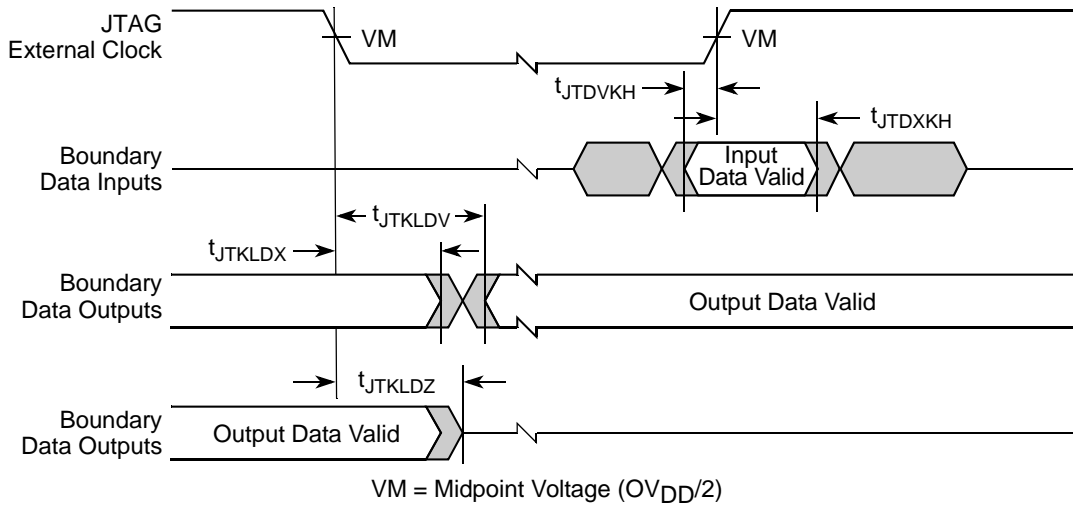 JTAG
External Clock
VM
VM
tJTDVKH
tJTDXKH
Boundary
Data Inputs
Input
Data Valid
tJTKLDV
tJTKLDX
Boundary
Data Outputs
Output Data Valid
tJTKLDZ
Boundary
Data Outputs
Output Data Valid
VM = Midpoint Voltage (OVDD/2)